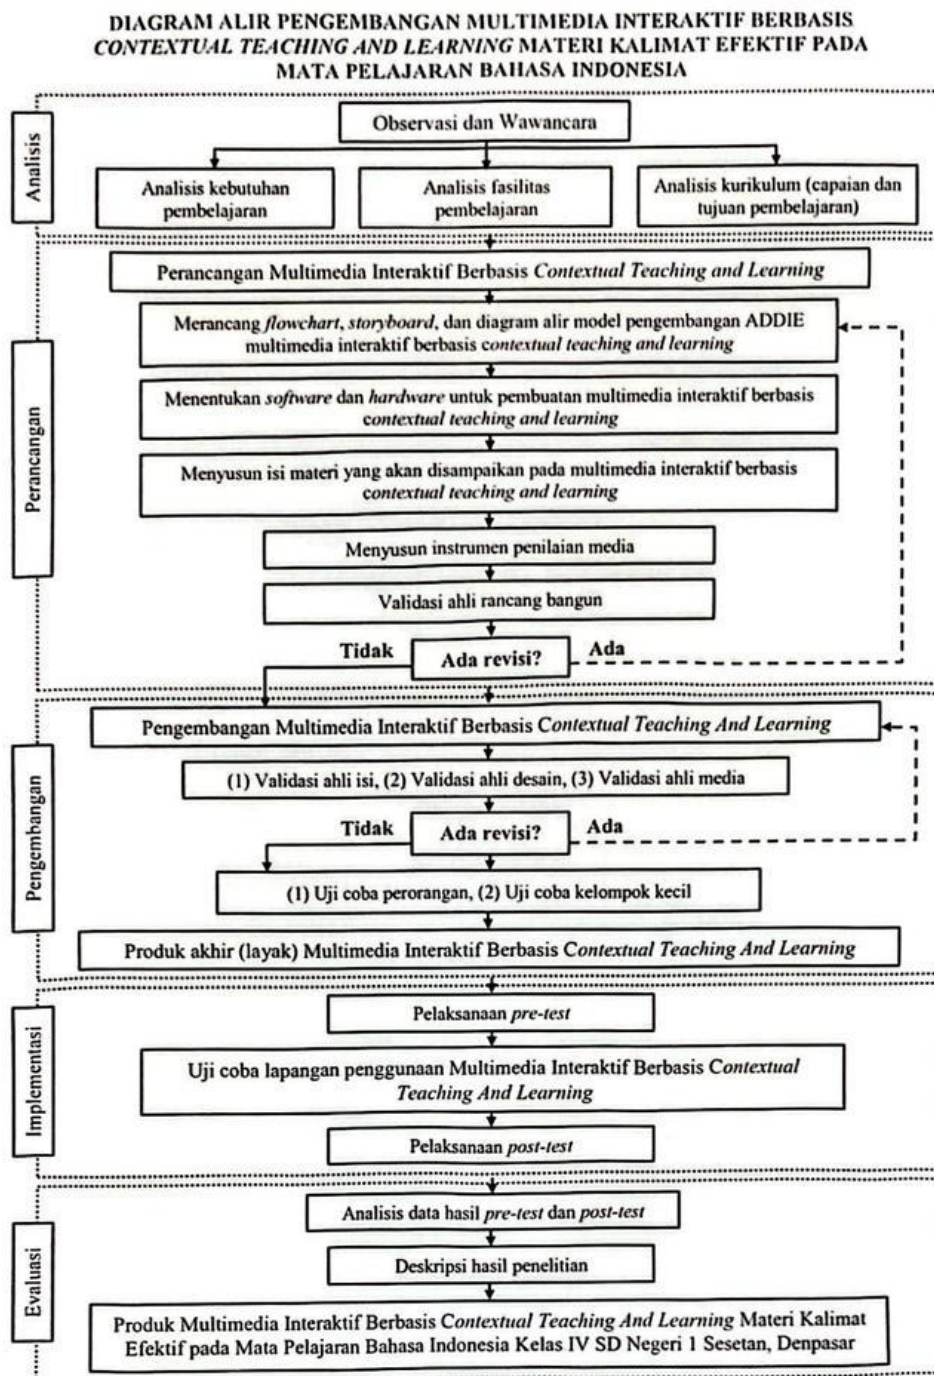 DIAGRAM ALIR PENGEMBANGAN MULTIMEDIA INTERAKTIF BERBASIS
CONTEXTUAL TEACHING AND LEARNING MATERI KALIMAT EFEKTIF PADA
MATA PELAJARAN BAHASA INDONESIA
Analisis
Observasi dan Wawancara
Analisis kebutuhan
pembelajaran
Analisis fasilitas
pembelajaran
Analisis kurikulum (capaian dan
tujuan pembelajaran)
Perancangan
Perancangan Multimedia Interaktif Berbasis Contextual Teaching and Learning
Merancang flowchart, storyboard, dan diagram alir model pengembangan ADDIE
multimedia interaktif berbasis contextual teaching and learning
Menentukan software dan hardware untuk pembuatan multimedia interaktif berbasis
contextual teaching and learning
Menyusun isi materi yang akan disampaikan pada multimedia interaktif berbasis
contextual teaching and learning
Menyusun instrumen penilaian media
Validasi ahli rancang bangun
Tidak
Ada revisi?
Ada
Pengembangan
Pengembangan Multimedia Interaktif Berbasis Contextual Teaching And Learning
(1) Validasi ahli isi, (2) Validasi ahli desain, (3) Validasi ahli media
Tidak
Ada revisi?
Ada
(1) Uji coba perorangan, (2) Uji coba kelompok kecil
Produk akhir (layak) Multimedia Interaktif Berbasis Contextual Teaching And Learning
Implementasi
Pelaksanaan pre-test
Uji coba lapangan penggunaan Multimedia Interaktif Berbasis Contextual
Teaching And Learning
Pelaksanaan post-test
Evaluasi
Analisis data hasil pre-test dan post-test
Deskripsi hasil penelitian
Produk Multimedia Interaktif Berbasis Contextual Teaching And Learning Materi Kalimat
Efektif pada Mata Pelajaran Bahasa Indonesia Kelas IV SD Negeri 1 Sesetan, Denpasar